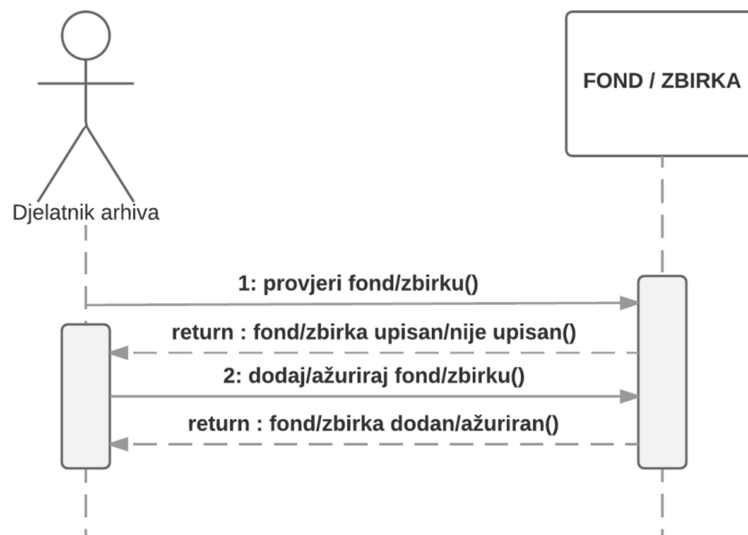 FOND / ZBIRKA
Djelatnik arhiva
1: provjeri fond/zbirku()
return : fond/zbirka upisan/nije upisan()
2: dodaj/ažuriraj fond/zbirku()
return : fond/zbirka dodan/ažuriran()